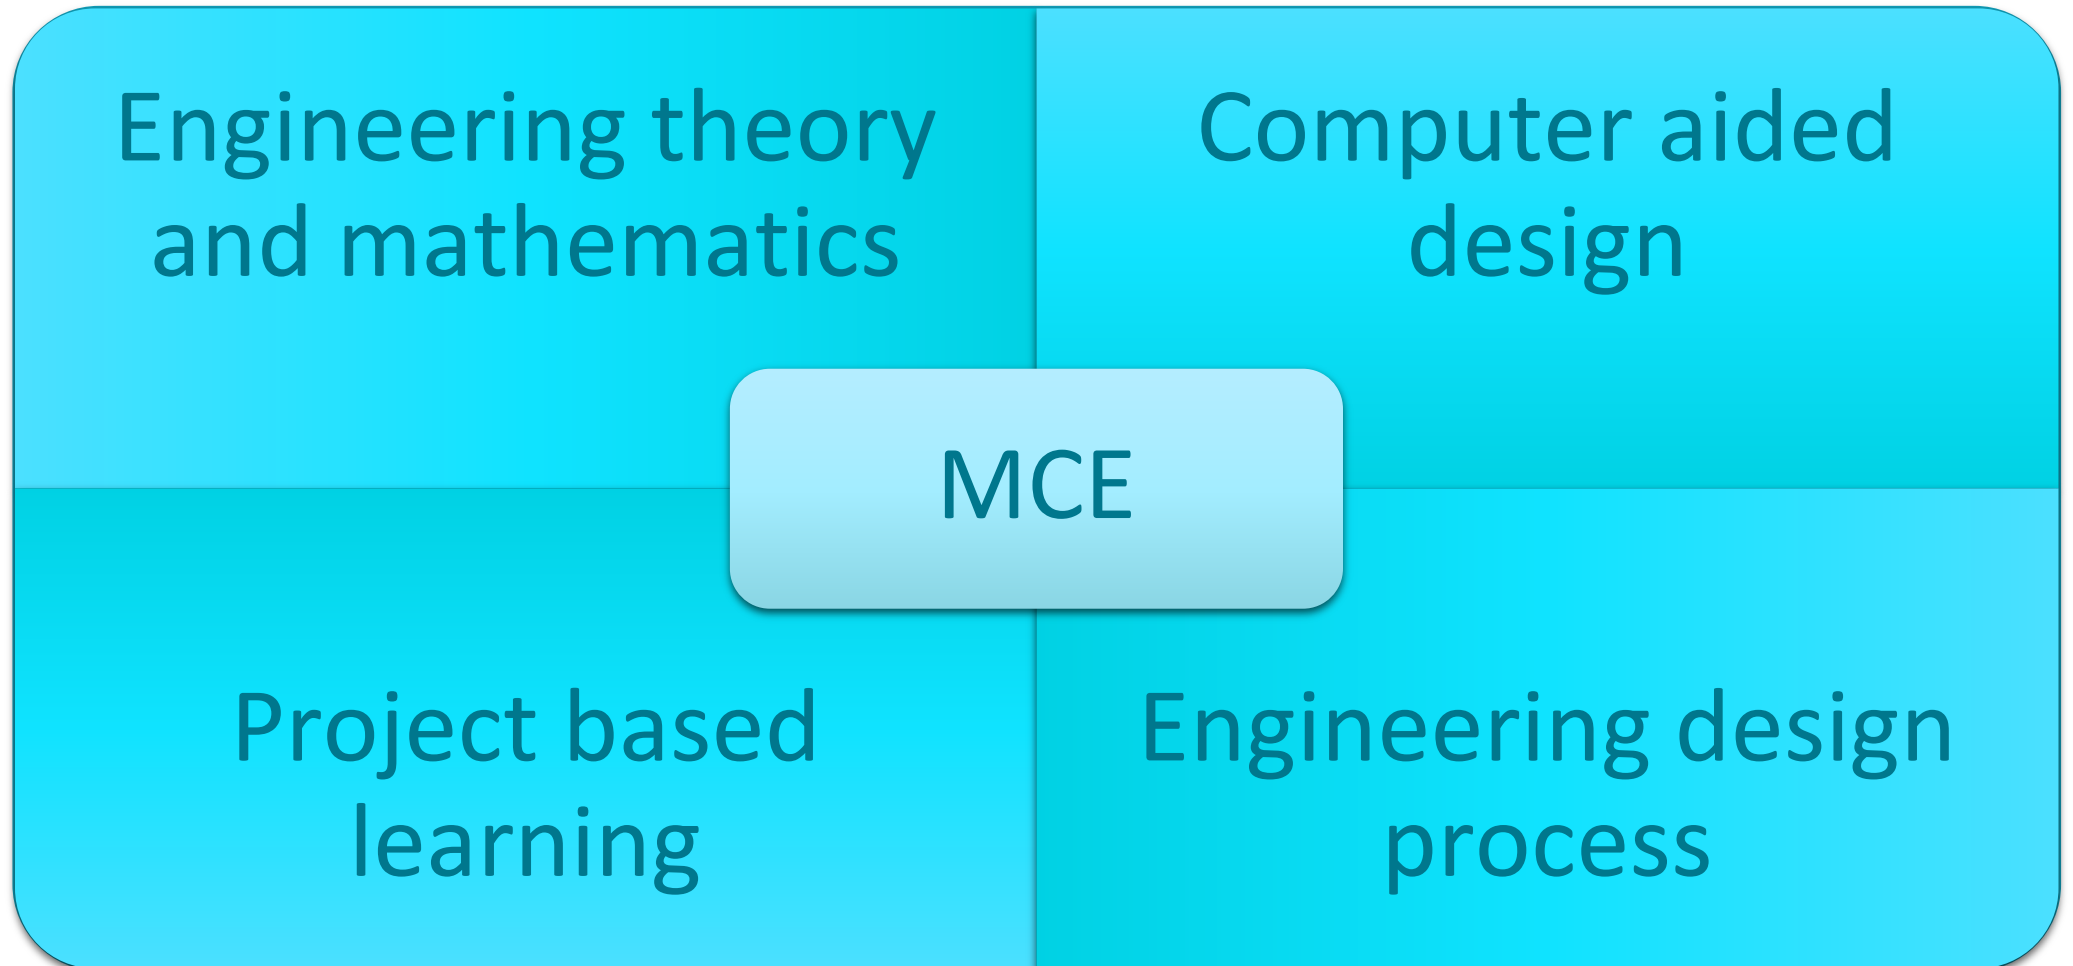 Engineering theory
and mathematics
Computer aided
design
MCE
Project based
learning
Engineering design
process